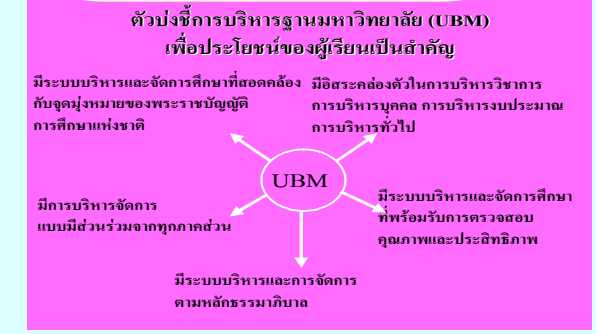 ตัวบ่งชี้การบริหารฐานมหาวิทยาลัย (UBM)
เพื่อประโยชน์ของผู้เรียนเป็นสำคัญ
มีระบบบริหารและจัดการศึกษาที่สอดคล้อง
กับจุดมุ่งหมายของพระราชบัญญัติ
การศึกษาแห่งชาติ
มีอิสระคล่องตัวในการบริหารวิชาการ
การบริหารบุคคล การบริหารงบประมาณ
การบริหารทั่วไป
UBM
มีการบริหารจัดการ
แบบมีส่วนร่วมจากทุกภาคส่วน
มีระบบบริหารและจัดการศึกษา
ที่พร้อมรับการตรวจสอบ
คุณภาพและประสิทธิภาพ
มีระบบบริหารและการจัดการ
ตามหลักธรรมาภิบาล